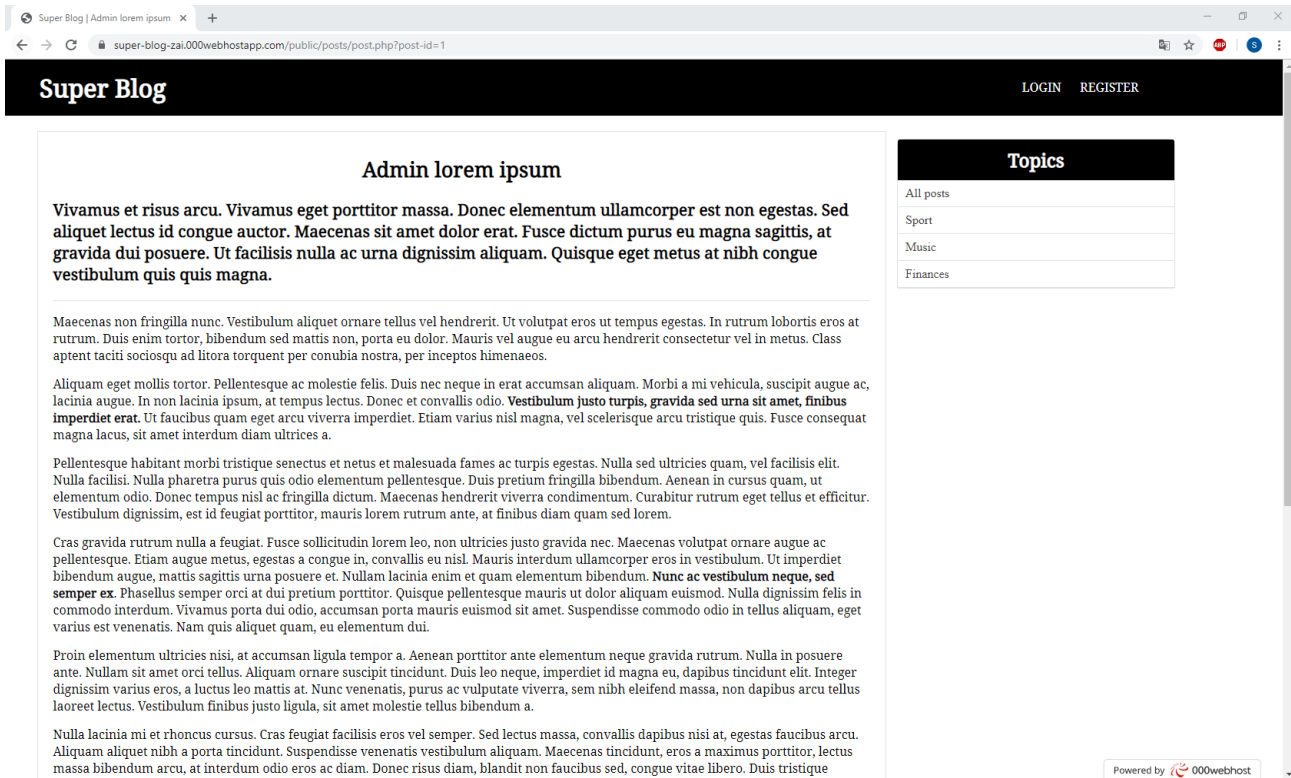 Super Blog | Admin lorem ipsum
super-blog-zai.000webhostapp.com/public/posts/post.php?post-id=1
ABP
S
Super Blog
LOGIN REGISTER
Admin lorem ipsum
Vivamus et risus arcu. Vivamus eget porttitor massa. Donec elementum ullamcorper est non egestas. Sed
aliquet lectus id congue auctor. Maecenas sit amet dolor erat. Fusce dictum purus eu magna sagittis, at
gravida dui posuere. Ut facilisis nulla ac urna dignissim aliquam. Quisque eget metus at nibh congue
vestibulum quis quis magna.
Maecenas non fringilla nunc. Vestibulum aliquet ornare tellus vel hendrerit. Ut volutpat eros ut tempus egestas. In rutrum lobortis eros at
rutrum. Duis enim tortor, bibendum sed mattis non, porta eu dolor. Mauris vel augue eu arcu hendrerit consectetur vel in metus. Class
aptent taciti sociosqu ad litora torquent per conubia nostra, per inceptos himenaeos.
Aliquam eget mollis tortor. Pellentesque ac molestie felis. Duis nec neque in erat accumsan aliquam. Morbi a mi vehicula, suscipit augue ac,
lacinia augue. In non lacinia ipsum, at tempus lectus. Donec et convallis odio. Vestibulum justo turpis, gravida sed urna sit amet, finibus
imperdiet erat. Ut faucibus quam eget arcu viverra imperdiet. Etiam varius nisl magna, vel scelerisque arcu tristique quis. Fusce consequat
magna lacus, sit amet interdum diam ultrices a.
Pellentesque habitant morbi tristique senectus et netus et malesuada fames ac turpis egestas. Nulla sed ultricies quam, vel facilisis elit.
Nulla facilisi. Nulla pharetra purus quis odio elementum pellentesque. Duis pretium fringilla bibendum. Aenean in cursus quam, ut
elementum odio. Donec tempus nisl ac fringilla dictum. Maecenas hendrerit viverra condimentum. Curabitur rutrum eget tellus et efficitur.
Vestibulum dignissim, est id feugiat porttitor, mauris lorem rutrum ante, at finibus diam quam sed lorem.
Cras gravida rutrum nulla a feugiat. Fusce sollicitudin lorem leo, non ultricies justo gravida nec. Maecenas volutpat ornare augue ac
pellentesque. Etiam augue metus, egestas a congue in, convallis eu nisl. Mauris interdum ullamcorper eros in vestibulum. Ut imperdiet
bibendum augue, mattis sagittis urna posuere et. Nullam lacinia enim et quam elementum bibendum. Nunc ac vestibulum neque, sed
semper ex. Phasellus semper orci at dui pretium porttitor. Quisque pellentesque mauris ut dolor aliquam euismod. Nulla dignissim felis in
commodo interdum. Vivamus porta dui odio, accumsan porta mauris euismod sit amet. Suspendisse commodo odio in tellus aliquam, eget
varius est venenatis. Nam quis aliquet quam, eu elementum dui.
Proin elementum ultricies nisi, at accumsan ligula tempor a. Aenean porttitor ante elementum neque gravida rutrum. Nulla in posuere
ante. Nullam sit amet orci tellus. Aliquam ornare suscipit tincidunt. Duis leo neque, imperdiet id magna eu, dapibus tincidunt elit. Integer
dignissim varius eros, a luctus leo mattis at. Nunc venenatis, purus ac vulputate viverra, sem nibh eleifend massa, non dapibus arcu tellus
laoreet lectus. Vestibulum finibus justo ligula, sit amet molestie tellus bibendum a.
Nulla lacinia mi et rhoncus cursus. Cras feugiat facilisis eros vel semper. Sed lectus massa, convallis dapibus nisi at, egestas faucibus arcu.
Aliquam aliquet nibh a porta tincidunt. Suspendisse venenatis vestibulum aliquam. Maecenas tincidunt, eros a maximus porttitor, lectus
massa bibendum arcu, at interdum odio eros ac diam. Donec risus diam, blandit non faucibus sed, congue vitae libero. Duis tristique
Topics
All posts
Sport
Music
Finances
Powered by 000webhost